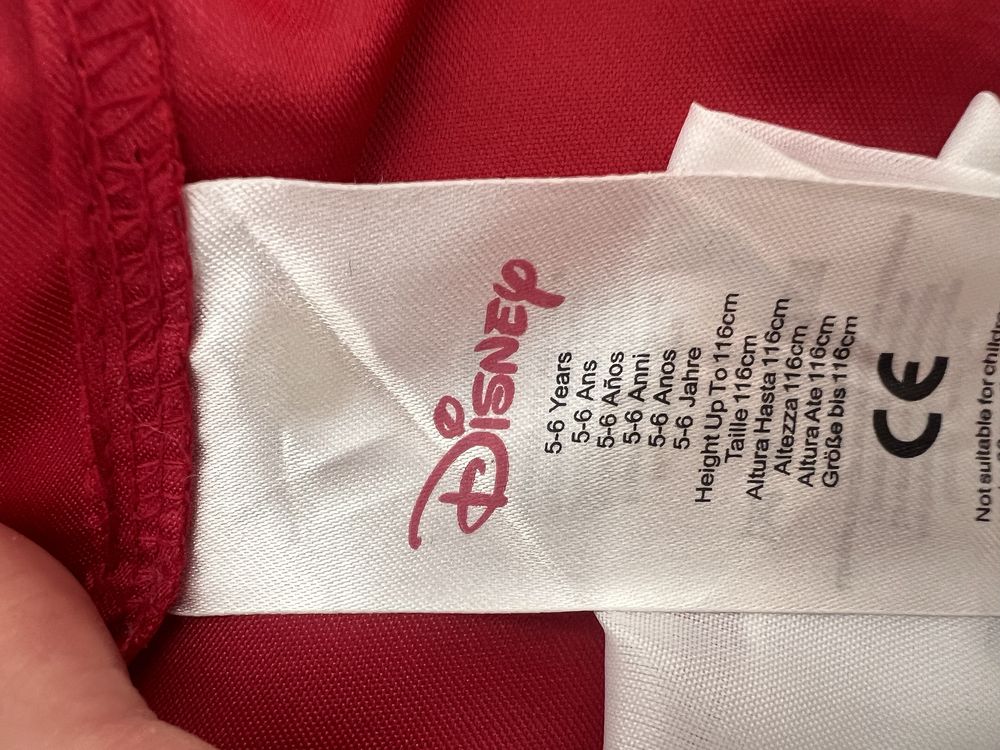 Disney
5-6 Years
5-6 Ans
5-6 Años
5-6 Anni
5-6 Anos
5-6 Jahre
Height Up To 116cm
Taille 116cm
Altura Hasta 116cm
Altezza 116cm
Altura Ate 116cm
Größe bis 116cm
CE
Not suitable for